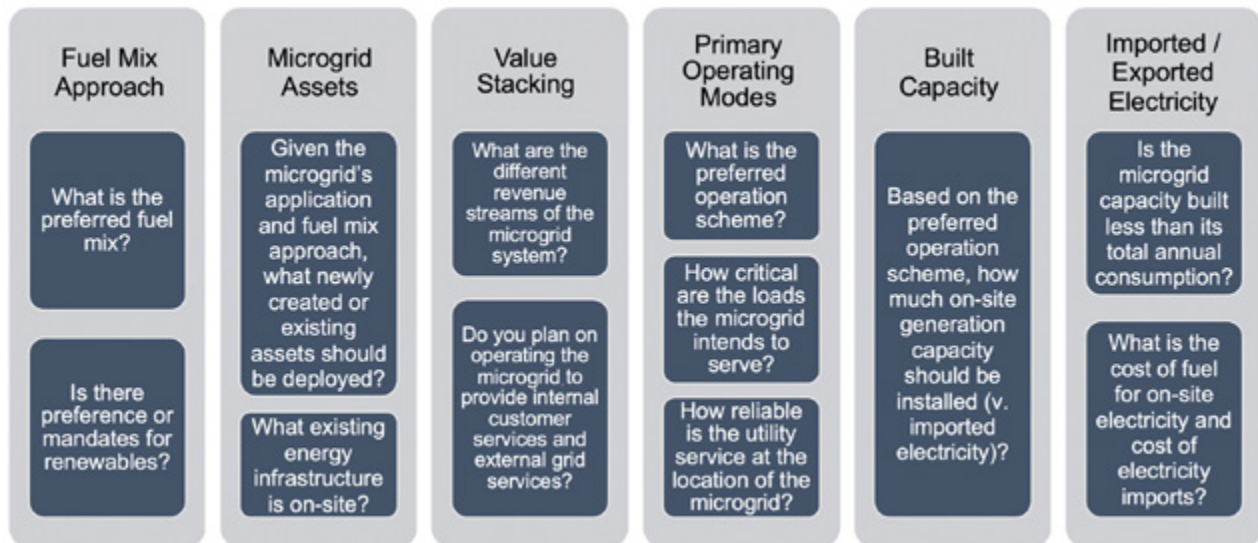 Fuel Mix
Approach
What is the
preferred fuel
mix?
Is there
preference or
mandates for
renewables?
Microgrid
Assets
Given the
microgrid's
application
and fuel mix
approach,
what newly
created or
existing
assets should
be deployed?
What existing
energy
infrastructure
is on-site?
Value
Stacking
What are the
different
revenue
streams of the
microgrid
system?
Do you plan on
operating the
microgrid to
provide internal
customer
services and
external grid
services?
Primary
Operating
Modes
What is the
preferred
operation
scheme?
How critical
are the loads
the microgrid
intends to
serve?
How reliable
is the utility
service at the
location of the
microgrid?
Built
Capacity
Based on the
preferred
operation
scheme, how
much on-site
generation
capacity
should be
installed (v.
imported
electricity)?
Imported /
Exported
Electricity
Is the
microgrid
capacity built
less than its
total annual
consumption?
What is the
cost of fuel
for on-site
electricity and
cost of
electricity
imports?